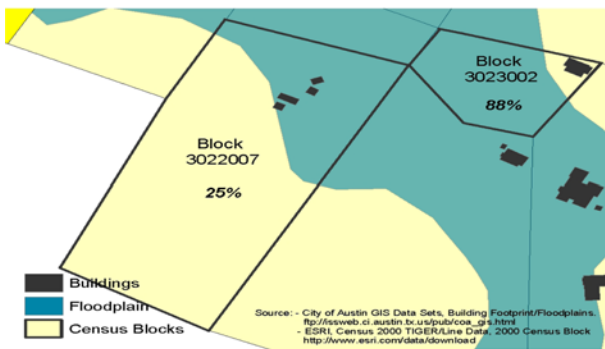 Block
3023002
88%
Block
3022007
25%
Buildings
Floodplain
Census Blocks
Source: - City of Austin GIS Data Sets, Building Footprint/Floodplains.
ftp://issweb.ci.austin.tx.us/pub/coa_gis.html
- ESRI, Census 2000 TIGER/Line Data, 2000 Census Block
http://www.esri.com/data/download